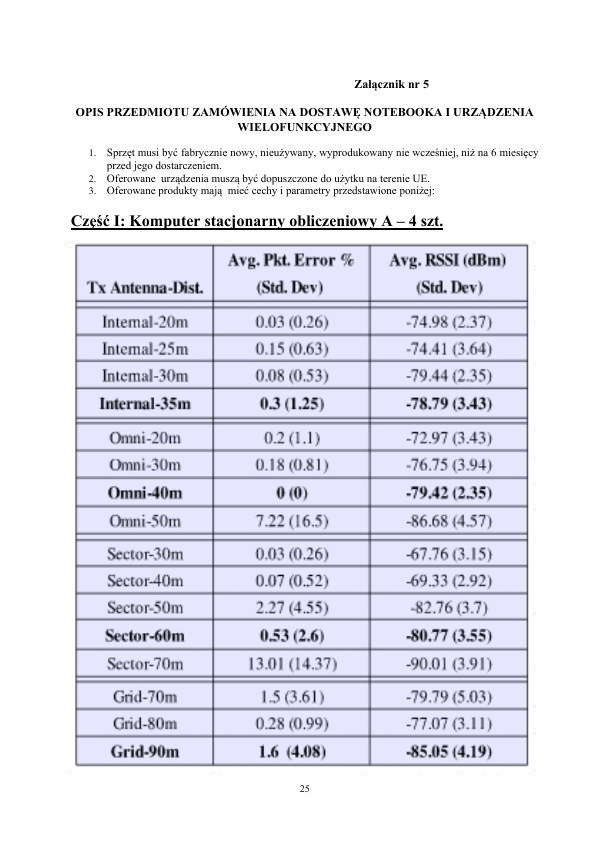 Załącznik nr 5
OPIS PRZEDMIOTU ZAMÓWIENIA NA DOSTAWĘ NOTEBOOKA I URZĄDZENIA
WIELOFUNKCYJNEGO
1. Sprzęt musi być fabrycznie nowy, nieużywany, wyprodukowany nie wcześniej, niż na 6 miesięcy
przed jego dostarczeniem.
2. Oferowane urządzenia muszą być dopuszczone do użytku na terenie UE.
3. Oferowane produkty mają mieć cechy i parametry przedstawione poniżej:
Część I: Komputer stacjonarny obliczeniowy A – 4 szt.
Tx Antenna-Dist. Avg. Pkt. Error % (Std. Dev) Avg. RSSI (dBm) (Std. Dev)
Internal-20m 0.03 (0.26) -74.98 (2.37)
Internal-25m 0.15 (0.63) -74.41 (3.64)
Internal-30m 0.08 (0.53) -79.44 (2.35)
Internal-35m 0.3 (1.25) -78.79 (3.43)
Omni-20m 0.2 (1.1) -72.97 (3.43)
Omni-30m 0.18 (0.81) -76.75 (3.94)
Omni-40m 0 (0) -79.42 (2.35)
Omni-50m 7.22 (16.5) -86.68 (4.57)
Sector-30m 0.03 (0.26) -67.76 (3.15)
Sector-40m 0.07 (0.52) -69.33 (2.92)
Sector-50m 2.27 (4.55) -82.76 (3.7)
Sector-60m 0.53 (2.6) -80.77 (3.55)
Sector-70m 13.01 (14.37) -90.01 (3.91)
Grid-70m 1.5 (3.61) -79.79 (5.03)
Grid-80m 0.28 (0.99) -77.07 (3.11)
Grid-90m 1.6 (4.08) -85.05 (4.19)
25